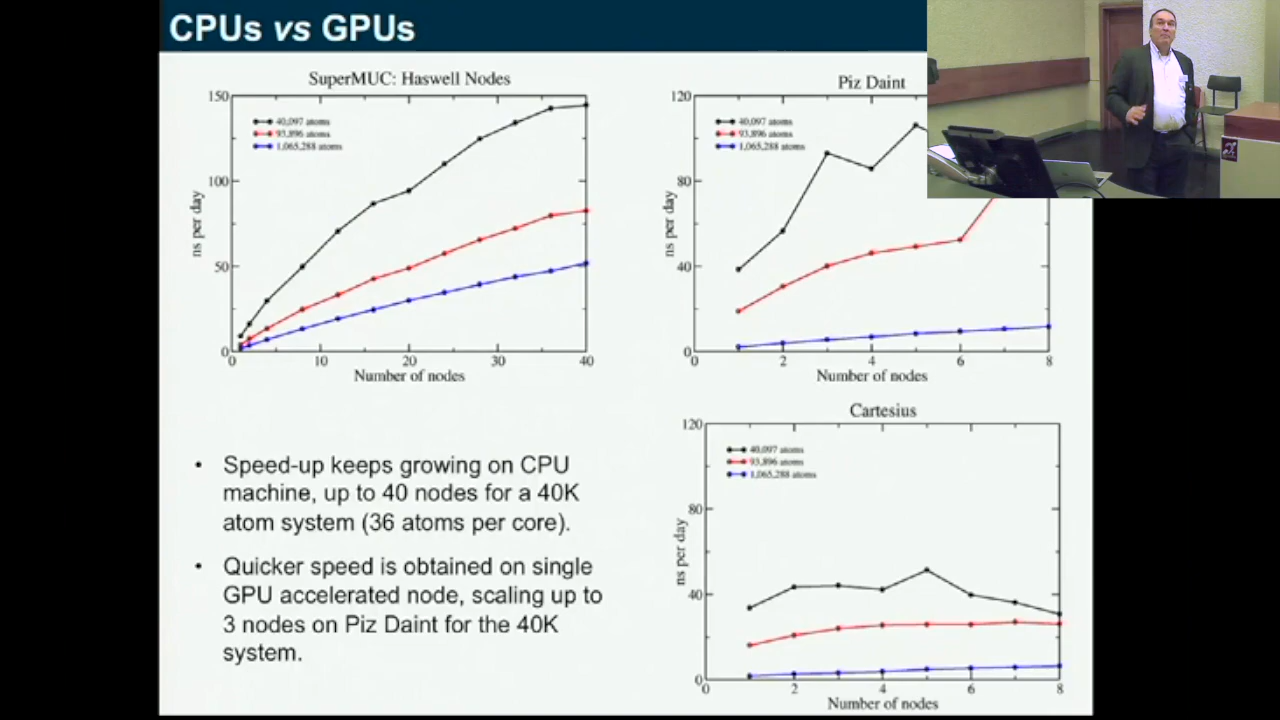 CPUs vs GPUs
SuperMUC: Haswell Nodes
150
100
50
0
ns per day
40,097 atoms
93,896 atoms
1,065,288 atoms
0 10 20 30 40
Number of nodes
Piz Daint
120
80
40
0
ns per day
40,097 atoms
93,896 atoms
1,065,288 atoms
0 2 4 6 8
Number of nodes
Cartesius
120
80
40
0
ns per day
40,097 atoms
93,896 atoms
1,065,288 atoms
0 2 4 6 8
Number of nodes
• Speed-up keeps growing on CPU
machine, up to 40 nodes for a 40K
atom system (36 atoms per core).
• Quicker speed is obtained on single
GPU accelerated node, scaling up to
3 nodes on Piz Daint for the 40K
system.